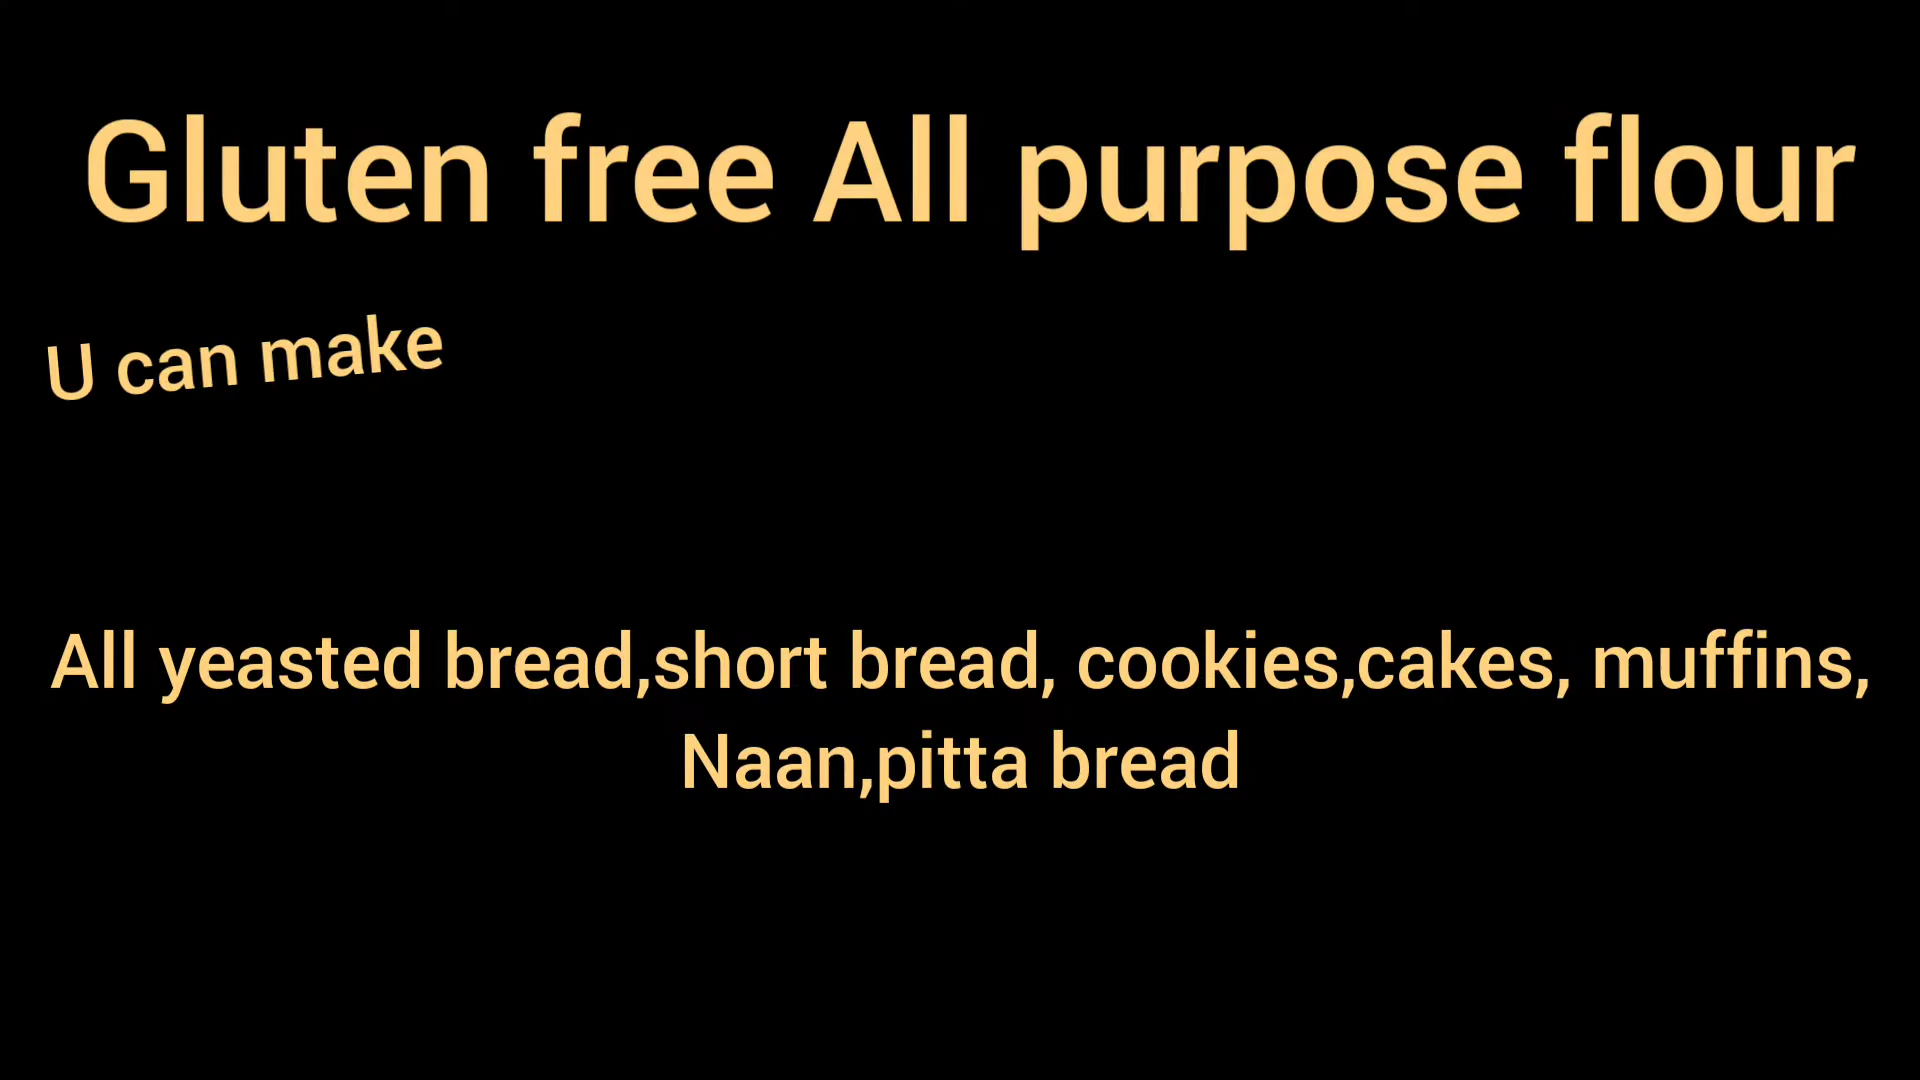 Gluten free All purpose flour
U can make
All yeasted bread,short bread, cookies,cakes, muffins,
Naan,pitta bread